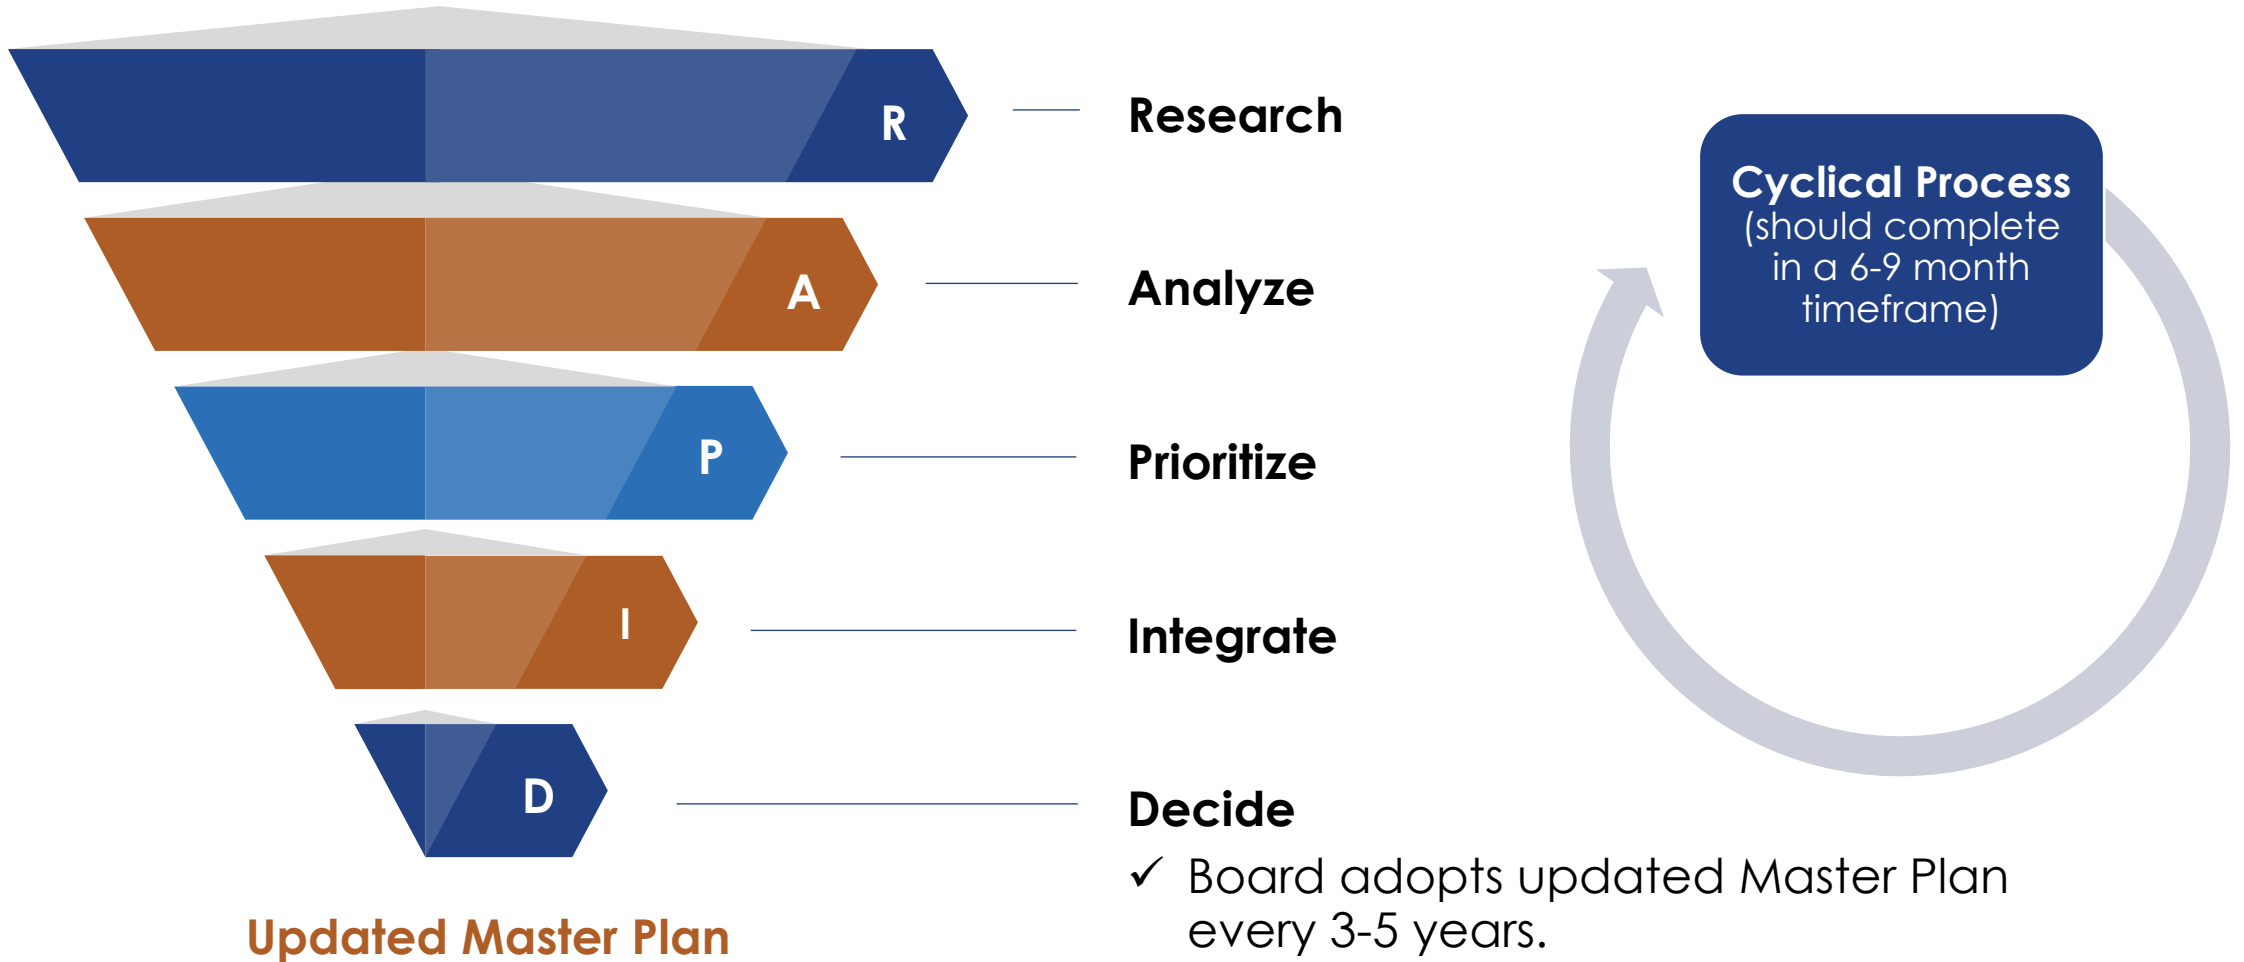 R
Research
A
Analyze
P
Prioritize
I
Integrate
D
Decide
✓ Board adopts updated Master Plan
every 3-5 years.
Updated Master Plan
Cyclical Process
(should complete
in a 6-9 month
timeframe)